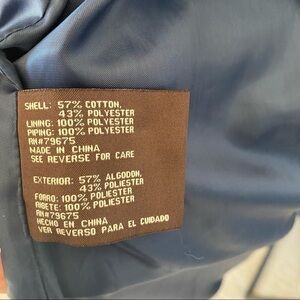 SHELL: 57% COTTON,
43% POLYESTER
LINING: 100% POLYESTER
PIPING: 100% POLYESTER
RN#79675
MADE IN CHINA
SEE REVERSE FOR CARE
EXTERIOR: 57% ALGODON,
43% POLIESTER
FORRO: 100% POLIESTER
RIBETE: 100% POLYESTER
RN#79675
HECHO EN CHINA
VER REVERSO PARA EL CUIDADO